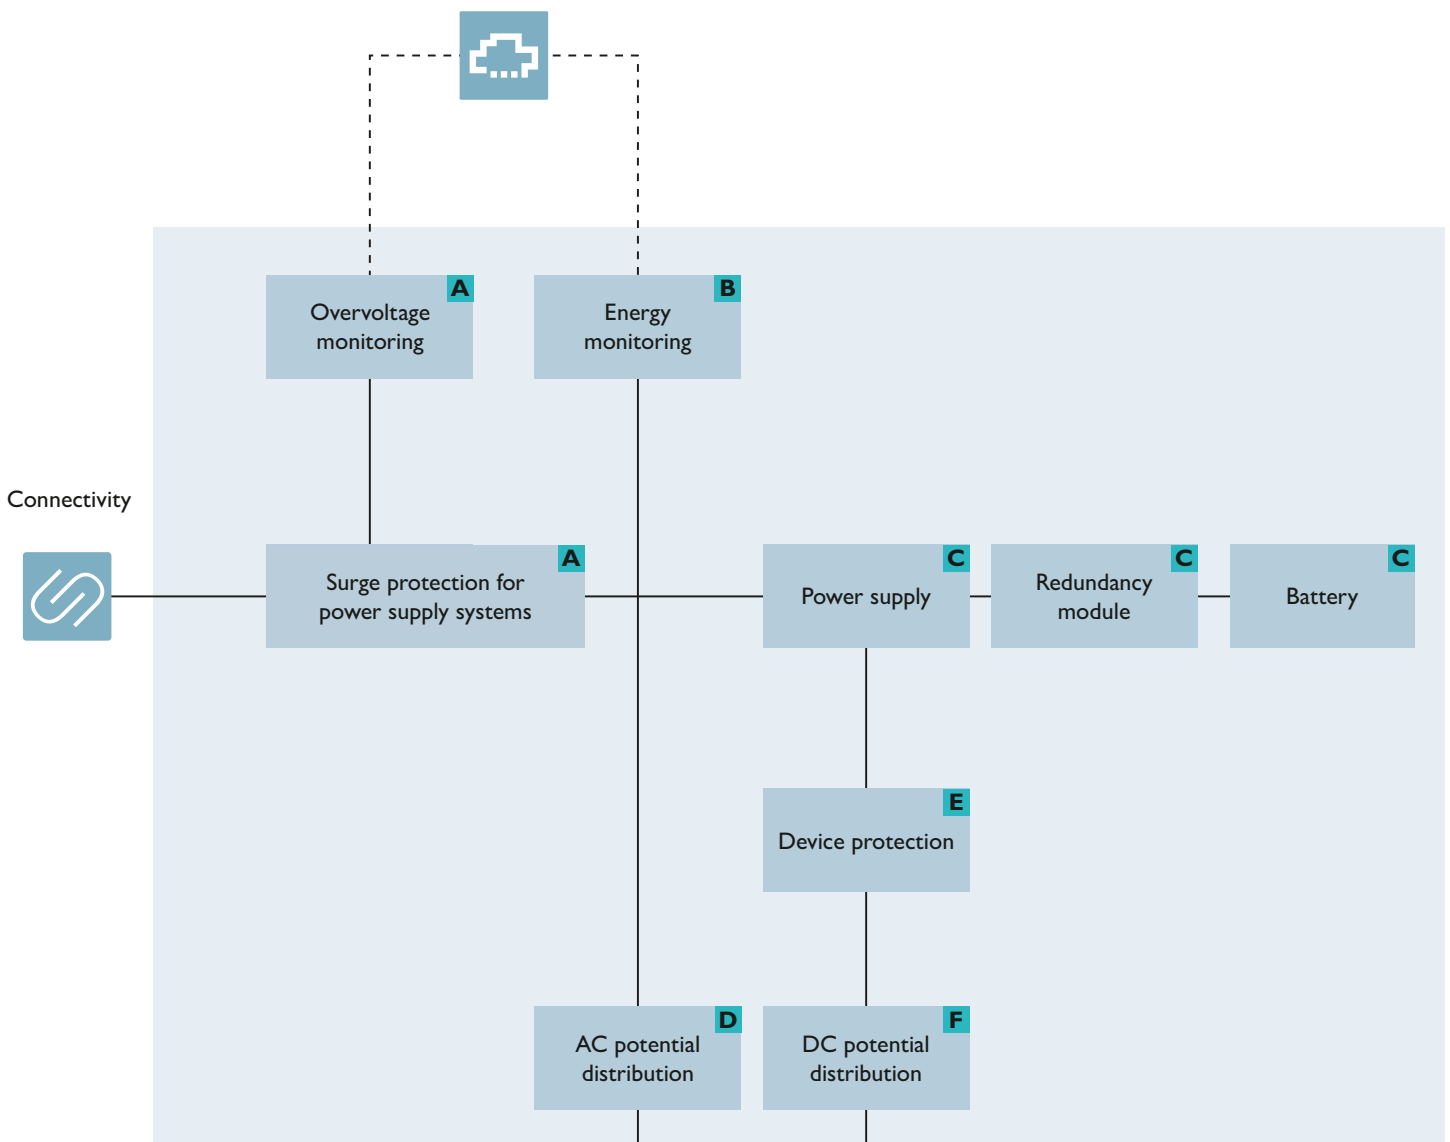 A
Overvoltage
monitoring
B
Energy
monitoring
Connectivity
A
Surge protection for
power supply systems
C
Power supply
C
Redundancy
module
C
Battery
E
Device protection
D
AC potential
distribution
F
DC potential
distribution